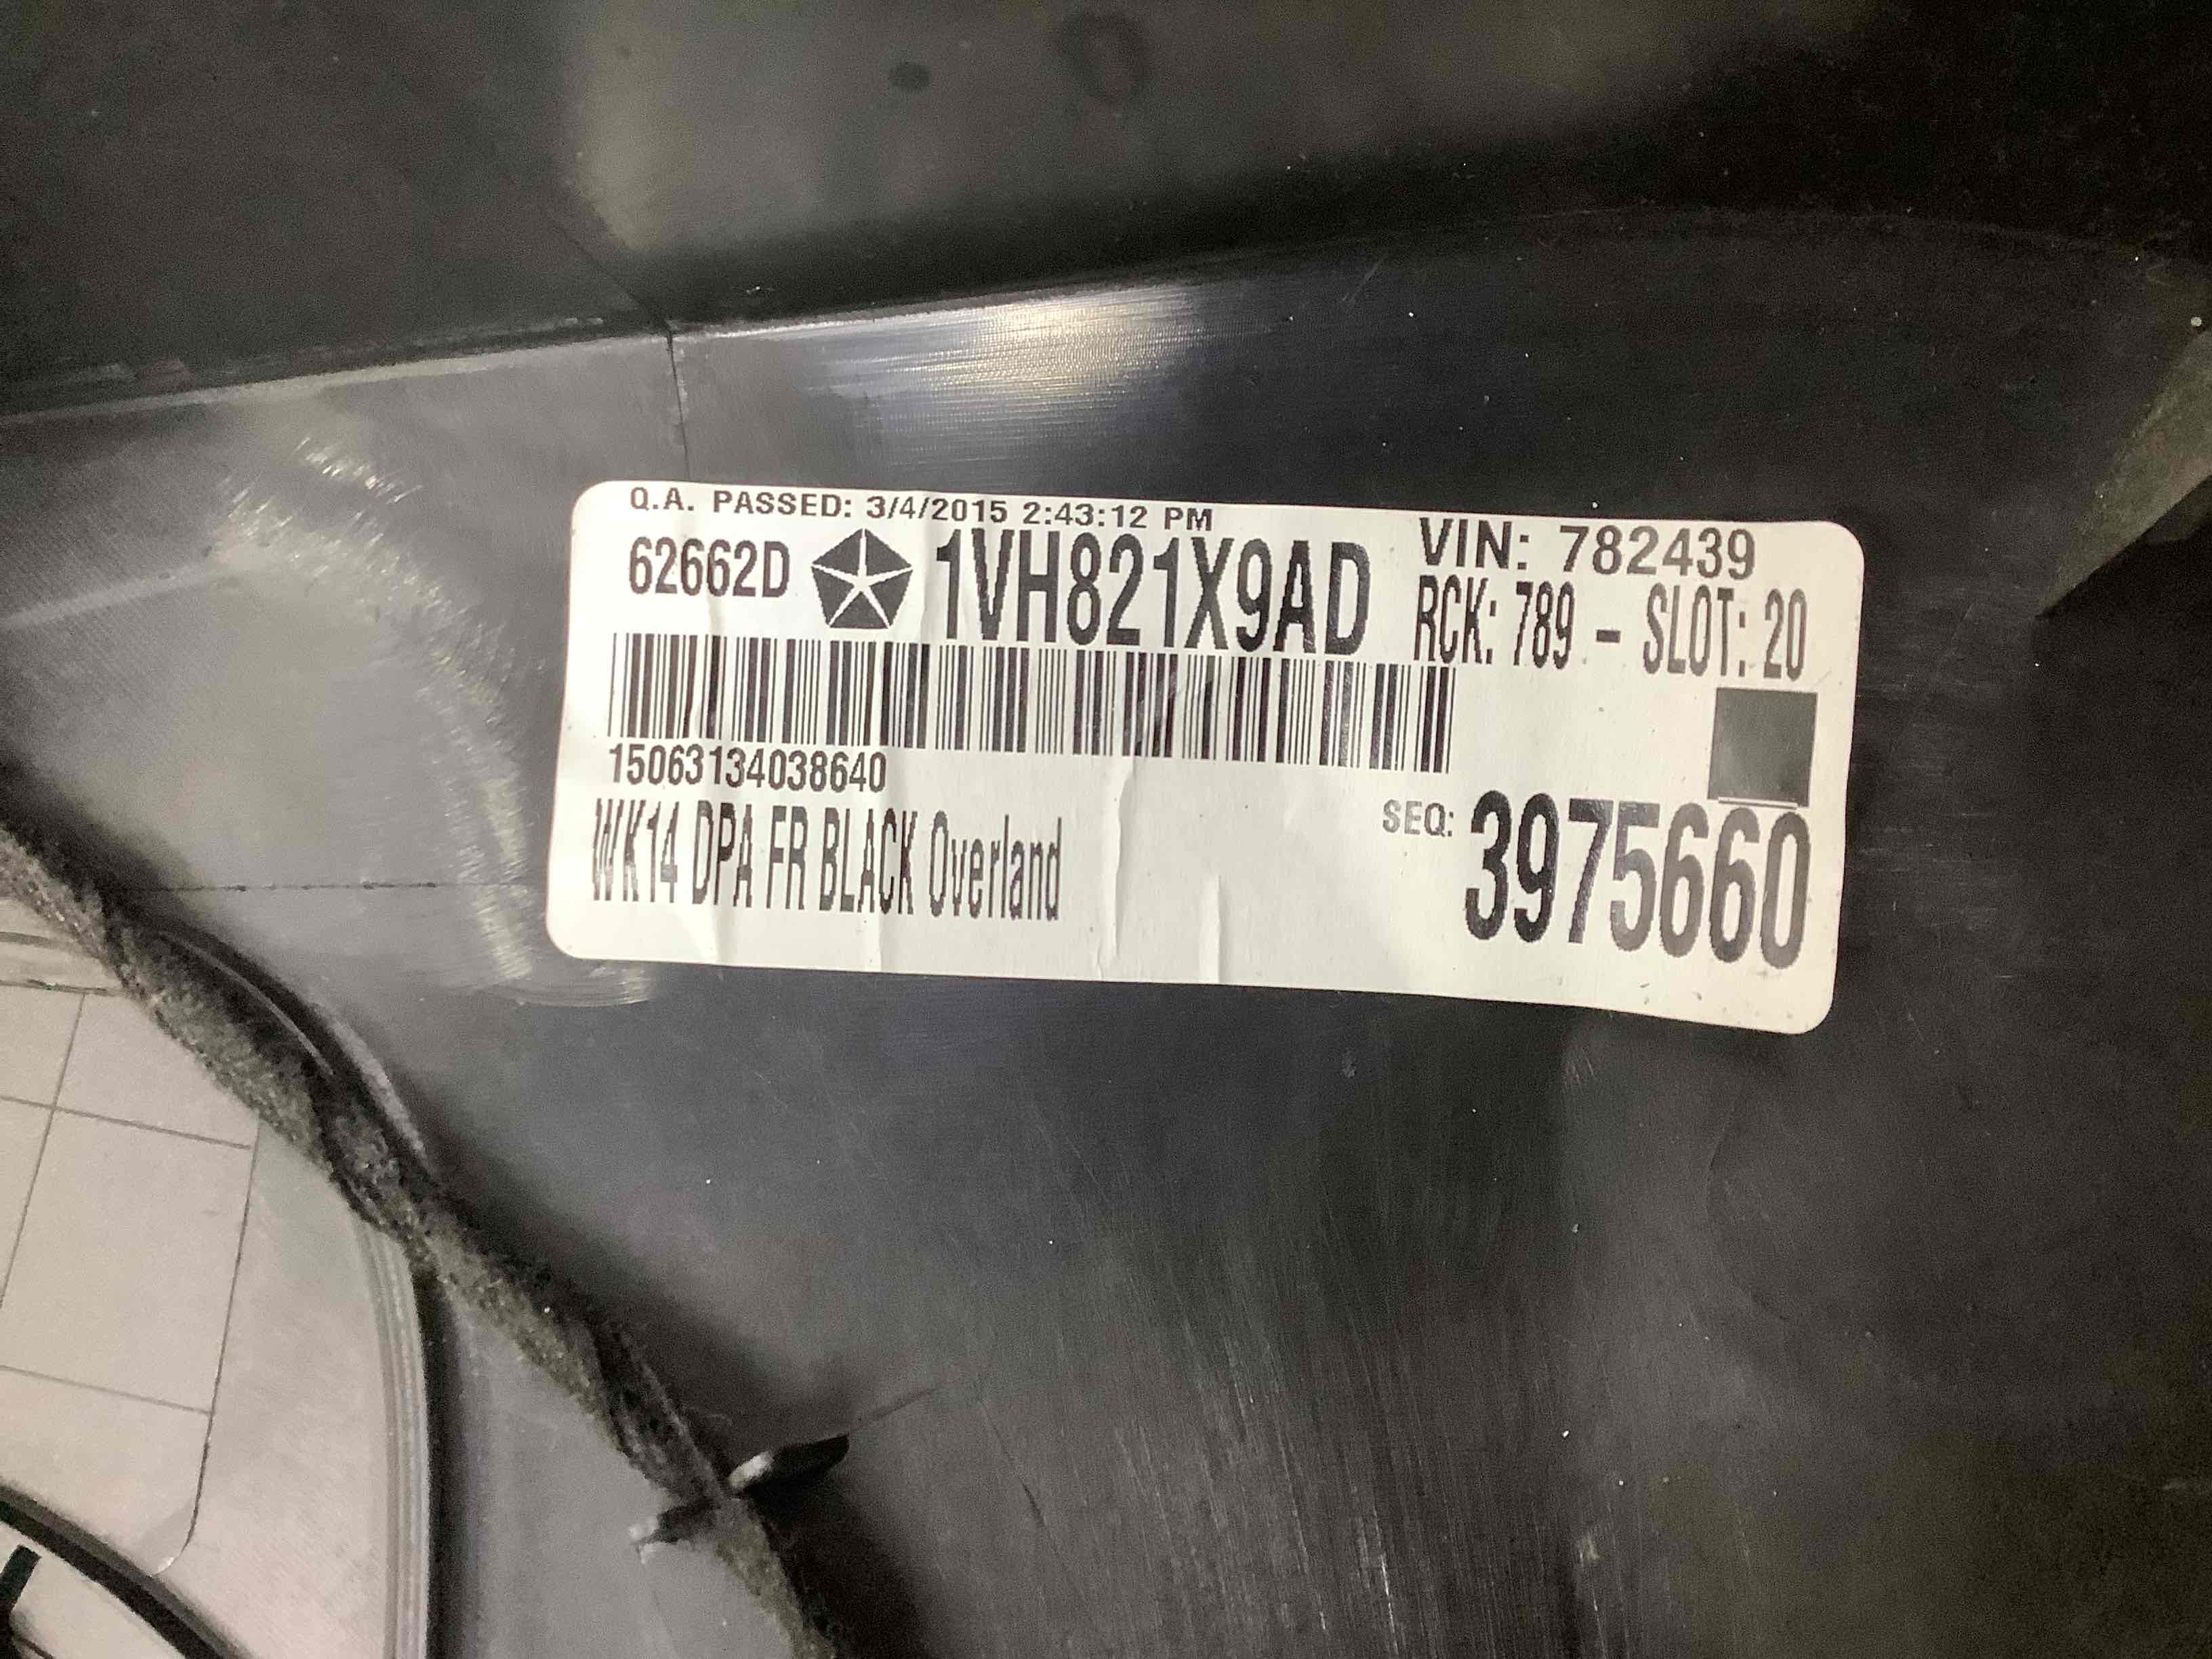 Q.A. PASSED: 3/4/2015 2:43:12 PM
62662D 1VH821X9AD
VIN: 782439
RCK: 789 - SLOT: 20
15063134038640
WK14 DPA FR BLACK Overland
SEQ: 3975660